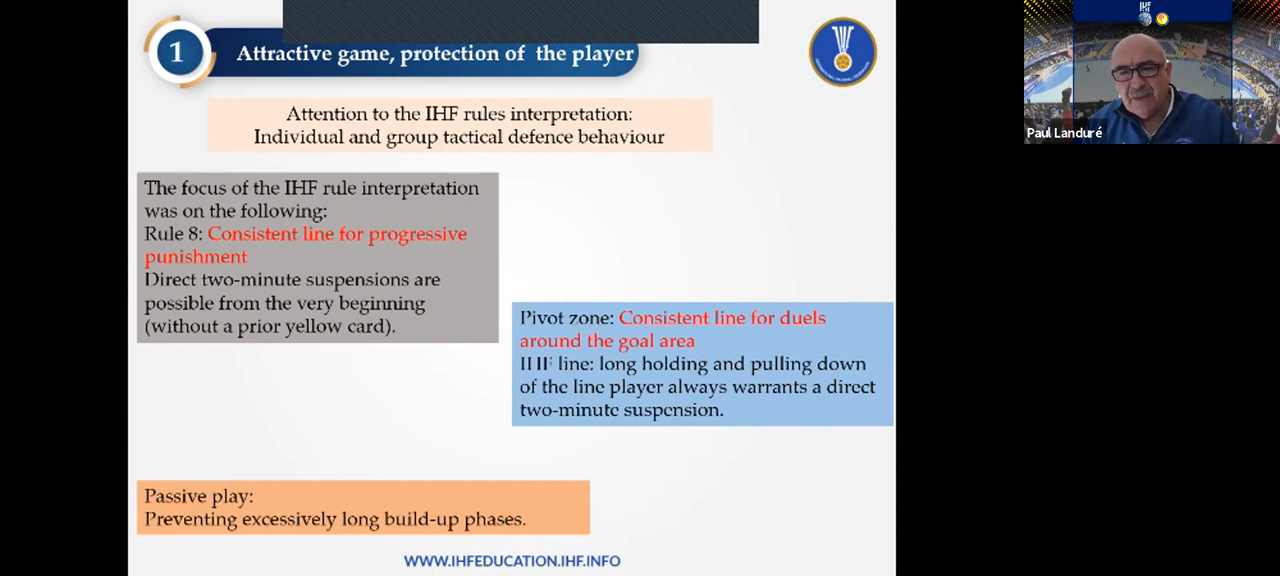 1
Attractive game, protection of the player
Attention to the IHF rules interpretation:
Individual and group tactical defence behaviour
The focus of the IHF rule interpretation
was on the following:
Rule 8: Consistent line for progressive
punishment
Direct two-minute suspensions are
possible from the very beginning
(without a prior yellow card).
Pivot zone: Consistent line for duels
around the goal area
IHF line: long holding and pulling down
of the line player always warrants a direct
two-minute suspension.
Passive play:
Preventing excessively long build-up phases.
WWW.IHFEDUCATION.IHF.INFO
IHF
Paul Landuré